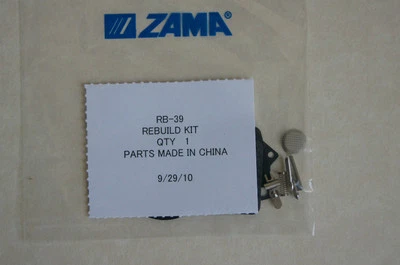 ZAMA
RB-39
REBUILD KIT
QTY 1
PARTS MADE IN CHINA
9/29/10